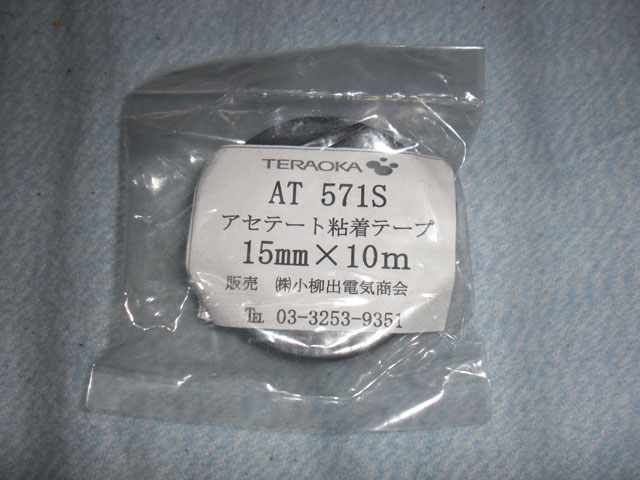 TERAOKA
AT 571S
アセテート粘着テープ
15mm×10m
販売 ㈱小柳出電気商会
℡ 03-3253-9351